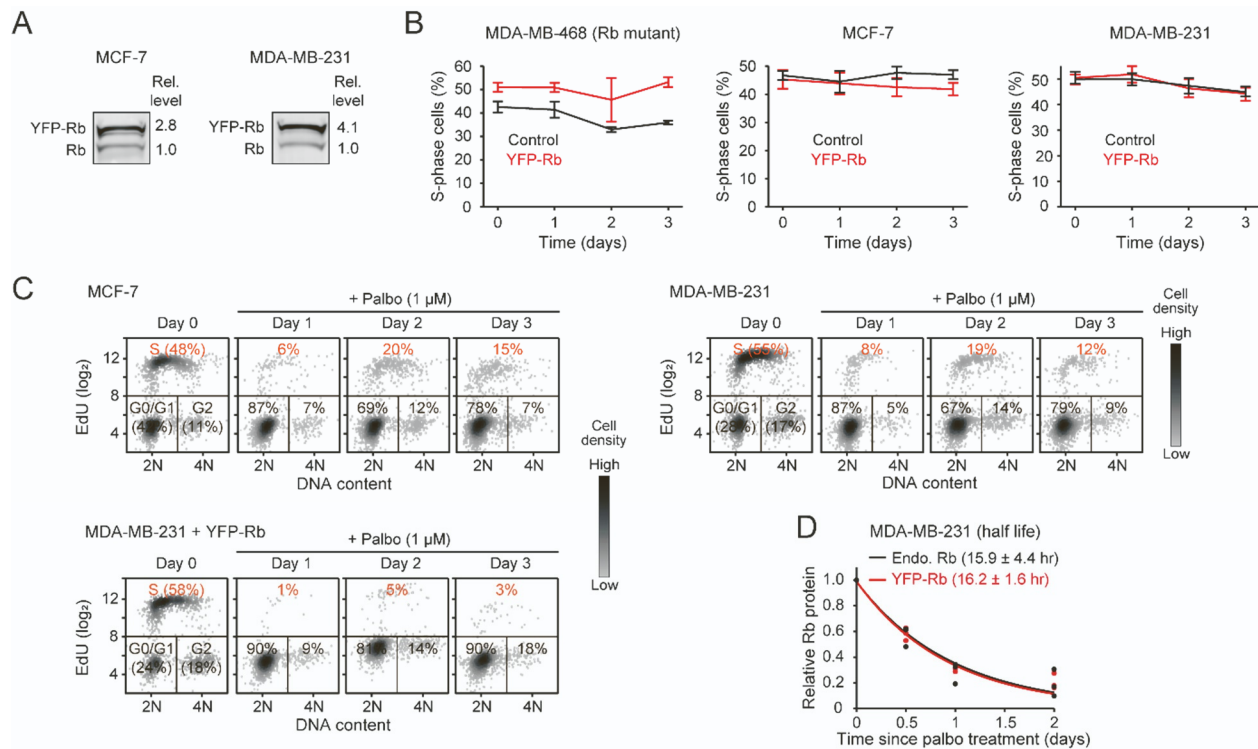 A
MCF-7
MDA-MB-231
Rel. level
Rel. level
YFP-Rb 2.8
Rb 1.0
YFP-Rb 4.1
Rb 1.0
B
MDA-MB-468 (Rb mutant)
S-phase cells (%)
60
50
40
30
20
10
0
Control
YFP-Rb
0 1 2 3
Time (days)
MCF-7
S-phase cells (%)
50
40
30
20
10
0
Control
YFP-Rb
0 1 2 3
Time (days)
MDA-MB-231
S-phase cells (%)
60
50
40
30
20
10
0
Control
YFP-Rb
0 1 2 3
Time (days)
C
MCF-7
+ Palbo (1 µM)
Day 0 Day 1 Day 2 Day 3
EdU (log₂)
12
8
4
S (48%) 6% 20% 15%
G0/G1 G2 87% 7% 69% 12% 78% 7%
(11%)
2N 4N 2N 4N 2N 4N 2N 4N
DNA content
Cell density
High
Low
MDA-MB-231
+ Palbo (1 µM)
Day 0 Day 1 Day 2 Day 3
EdU (log₂)
12
8
4
S (55%) 8% 19% 12%
G0/G1 G2 87% 5% 67% 14% 79% 9%
(28%) (17%)
2N 4N 2N 4N 2N 4N 2N 4N
DNA content
Cell density
High
Low
MDA-MB-231 + YFP-Rb
+ Palbo (1 µM)
Day 0 Day 1 Day 2 Day 3
EdU (log₂)
12
8
4
S (58%) 1% 5% 3%
G0/G1 G2 90% 9% 81% 14% 90% 18%
(24%) (18%)
2N 4N 2N 4N 2N 4N 2N 4N
DNA content
D
MDA-MB-231 (half life)
Endo. Rb (15.9 ± 4.4 hr)
YFP-Rb (16.2 ± 1.6 hr)
Relative Rb protein
1.0
0.8
0.6
0.4
0.2
0
0 0.5 1 2
Time since palbo treatment (days)